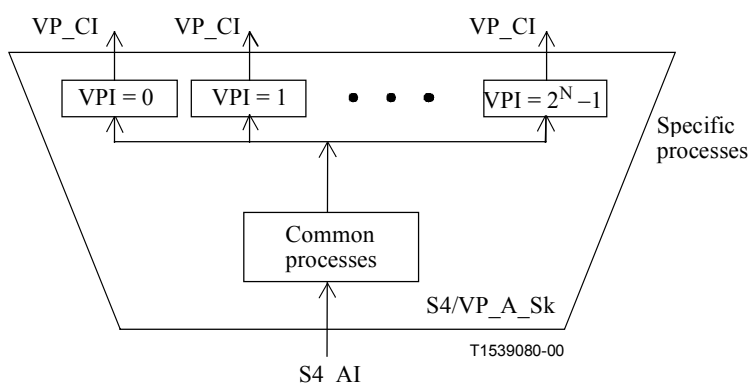 VP_CI VP_CI VP_CI
VPI = 0 VPI = 1 • • • VPI = 2^N –1
Specific
processes
Common
processes
S4/VP_A_Sk
T1539080-00
S4_AI